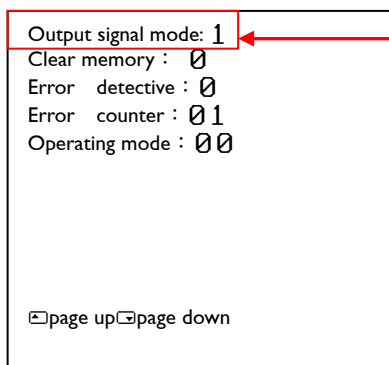 Output signal mode: 1
Clear memory： 0
Error detective：0
Error counter：01
Operating mode：00
page up page down